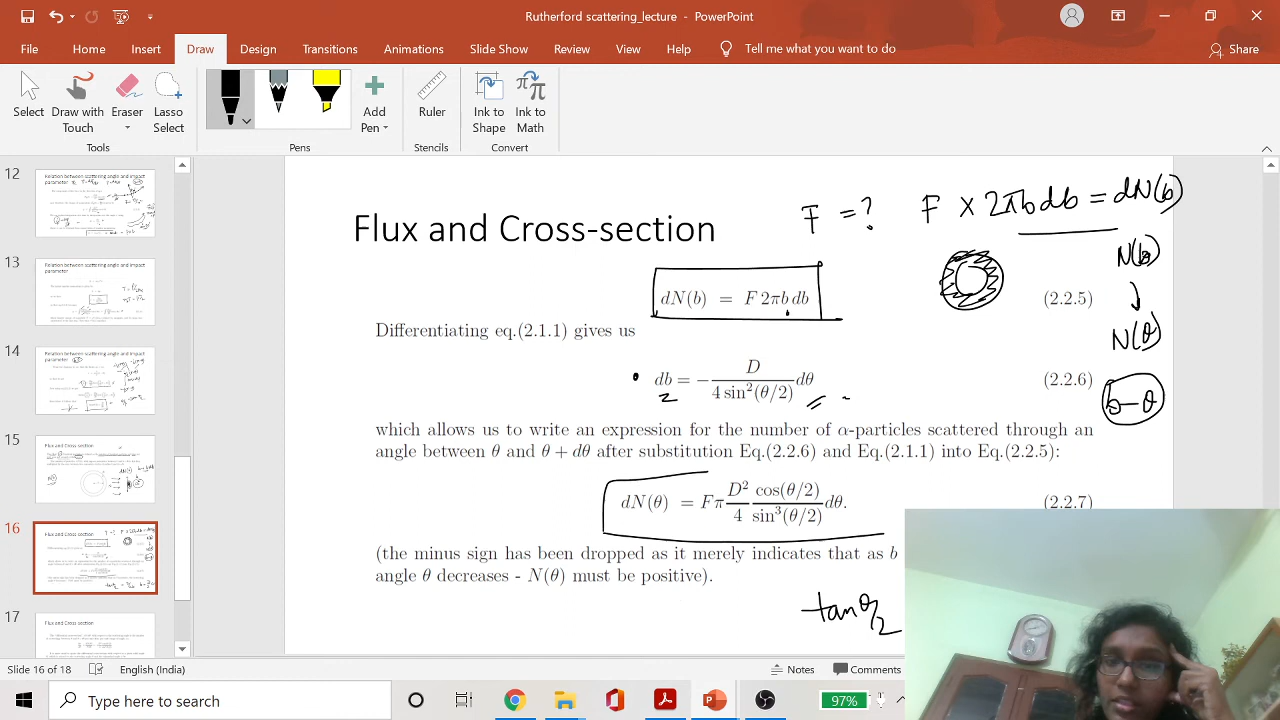 Rutherford scattering_lecture - PowerPoint
File Home Insert Draw Design Transitions Animations Slide Show Review View Help Tell me what you want to do Share
Select Draw with Touch Eraser Lasso Select Add Pen Ruler Ink to Shape Ink to Math
Tools Pens Stencils Convert
12
13
14
15
16
17
F = ? F × 2πb db = dN(b)
Flux and Cross-section
N(b)
↓
N(θ)
dN(b) = F 2πb db (2.2.5)
Differentiating eq.(2.1.1) gives us
db = − D / 4 sin²(θ/2) dθ (2.2.6)
b–θ
which allows us to write an expression for the number of α-particles scattered through an
angle between θ and θ + dθ after substitution Eq.(2.2.6) and Eq.(2.1.1) into Eq.(2.2.5):
dN(θ) = Fπ D²/4 cos(θ/2)/sin³(θ/2) dθ. (2.2.7)
(the minus sign has been dropped as it merely indicates that as b
angle θ decreases - N(θ) must be positive).
tan θ/2
Slide 16 of 18 English (India) Notes Comments
Type here to search 97%